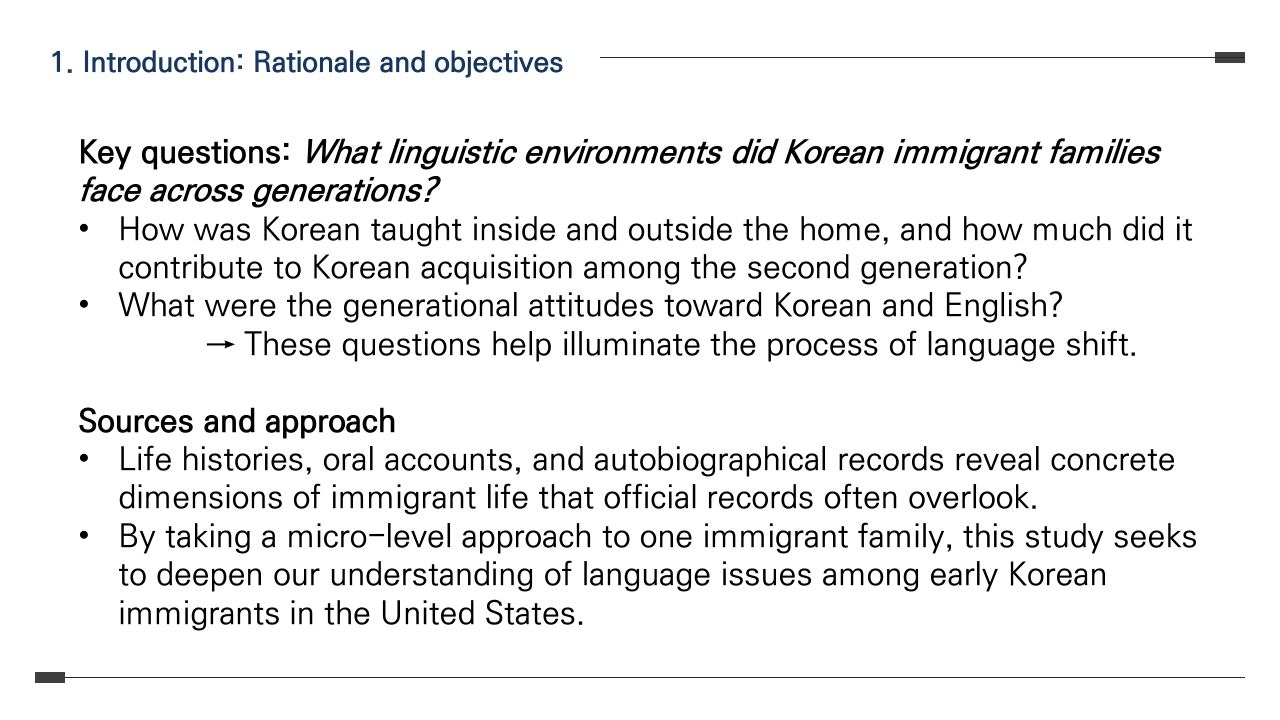 1. Introduction: Rationale and objectives
Key questions: What linguistic environments did Korean immigrant families
face across generations?
• How was Korean taught inside and outside the home, and how much did it
contribute to Korean acquisition among the second generation?
• What were the generational attitudes toward Korean and English?
→ These questions help illuminate the process of language shift.
Sources and approach
• Life histories, oral accounts, and autobiographical records reveal concrete
dimensions of immigrant life that official records often overlook.
• By taking a micro-level approach to one immigrant family, this study seeks
to deepen our understanding of language issues among early Korean
immigrants in the United States.